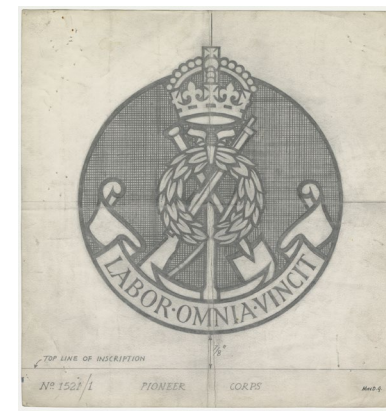 LABOR·OMNIA·VINCIT
TOP LINE OF INSCRIPTION
Nº 1521/1 PIONEER CORPS